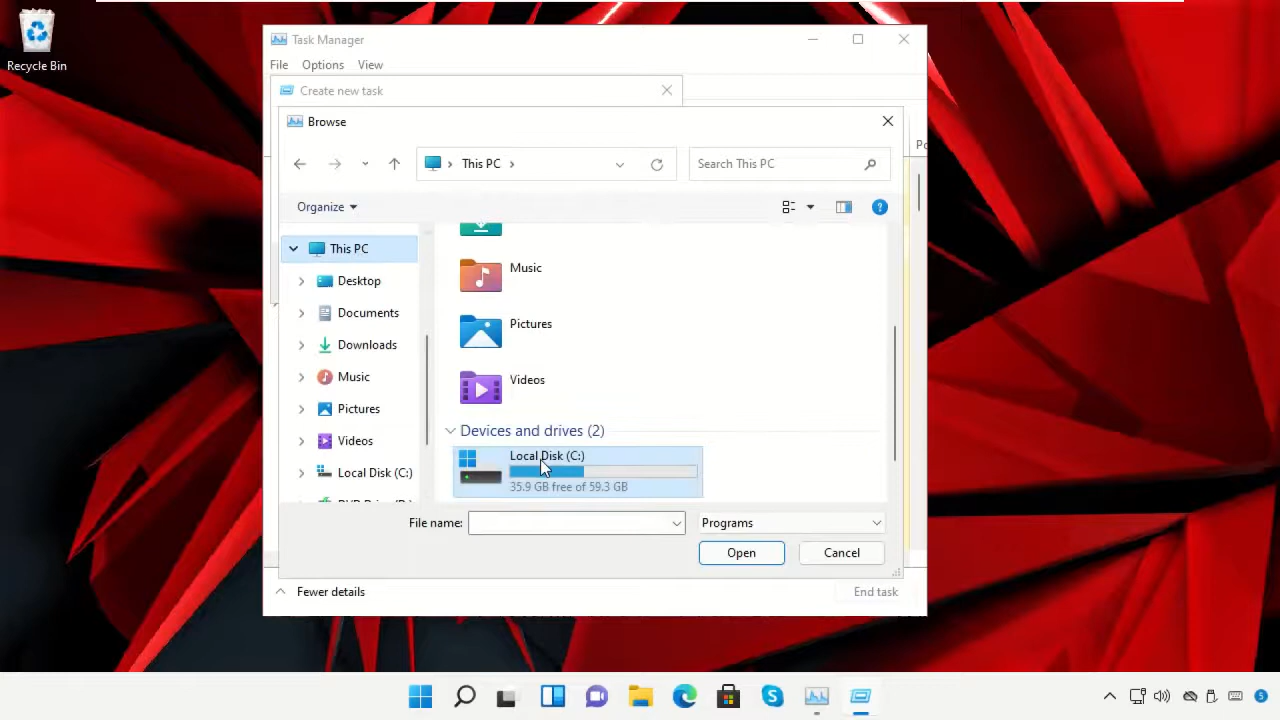 Recycle Bin
Task Manager
File Options View
Create new task
Browse
Po
This PC
Search This PC
Organize
This PC
Desktop
Documents
Downloads
Music
Pictures
Videos
Local Disk (C:)
Music
Pictures
Videos
Devices and drives (2)
Local Disk (C:)
35.9 GB free of 59.3 GB
File name:
Programs
Open
Cancel
Fewer details
End task
5